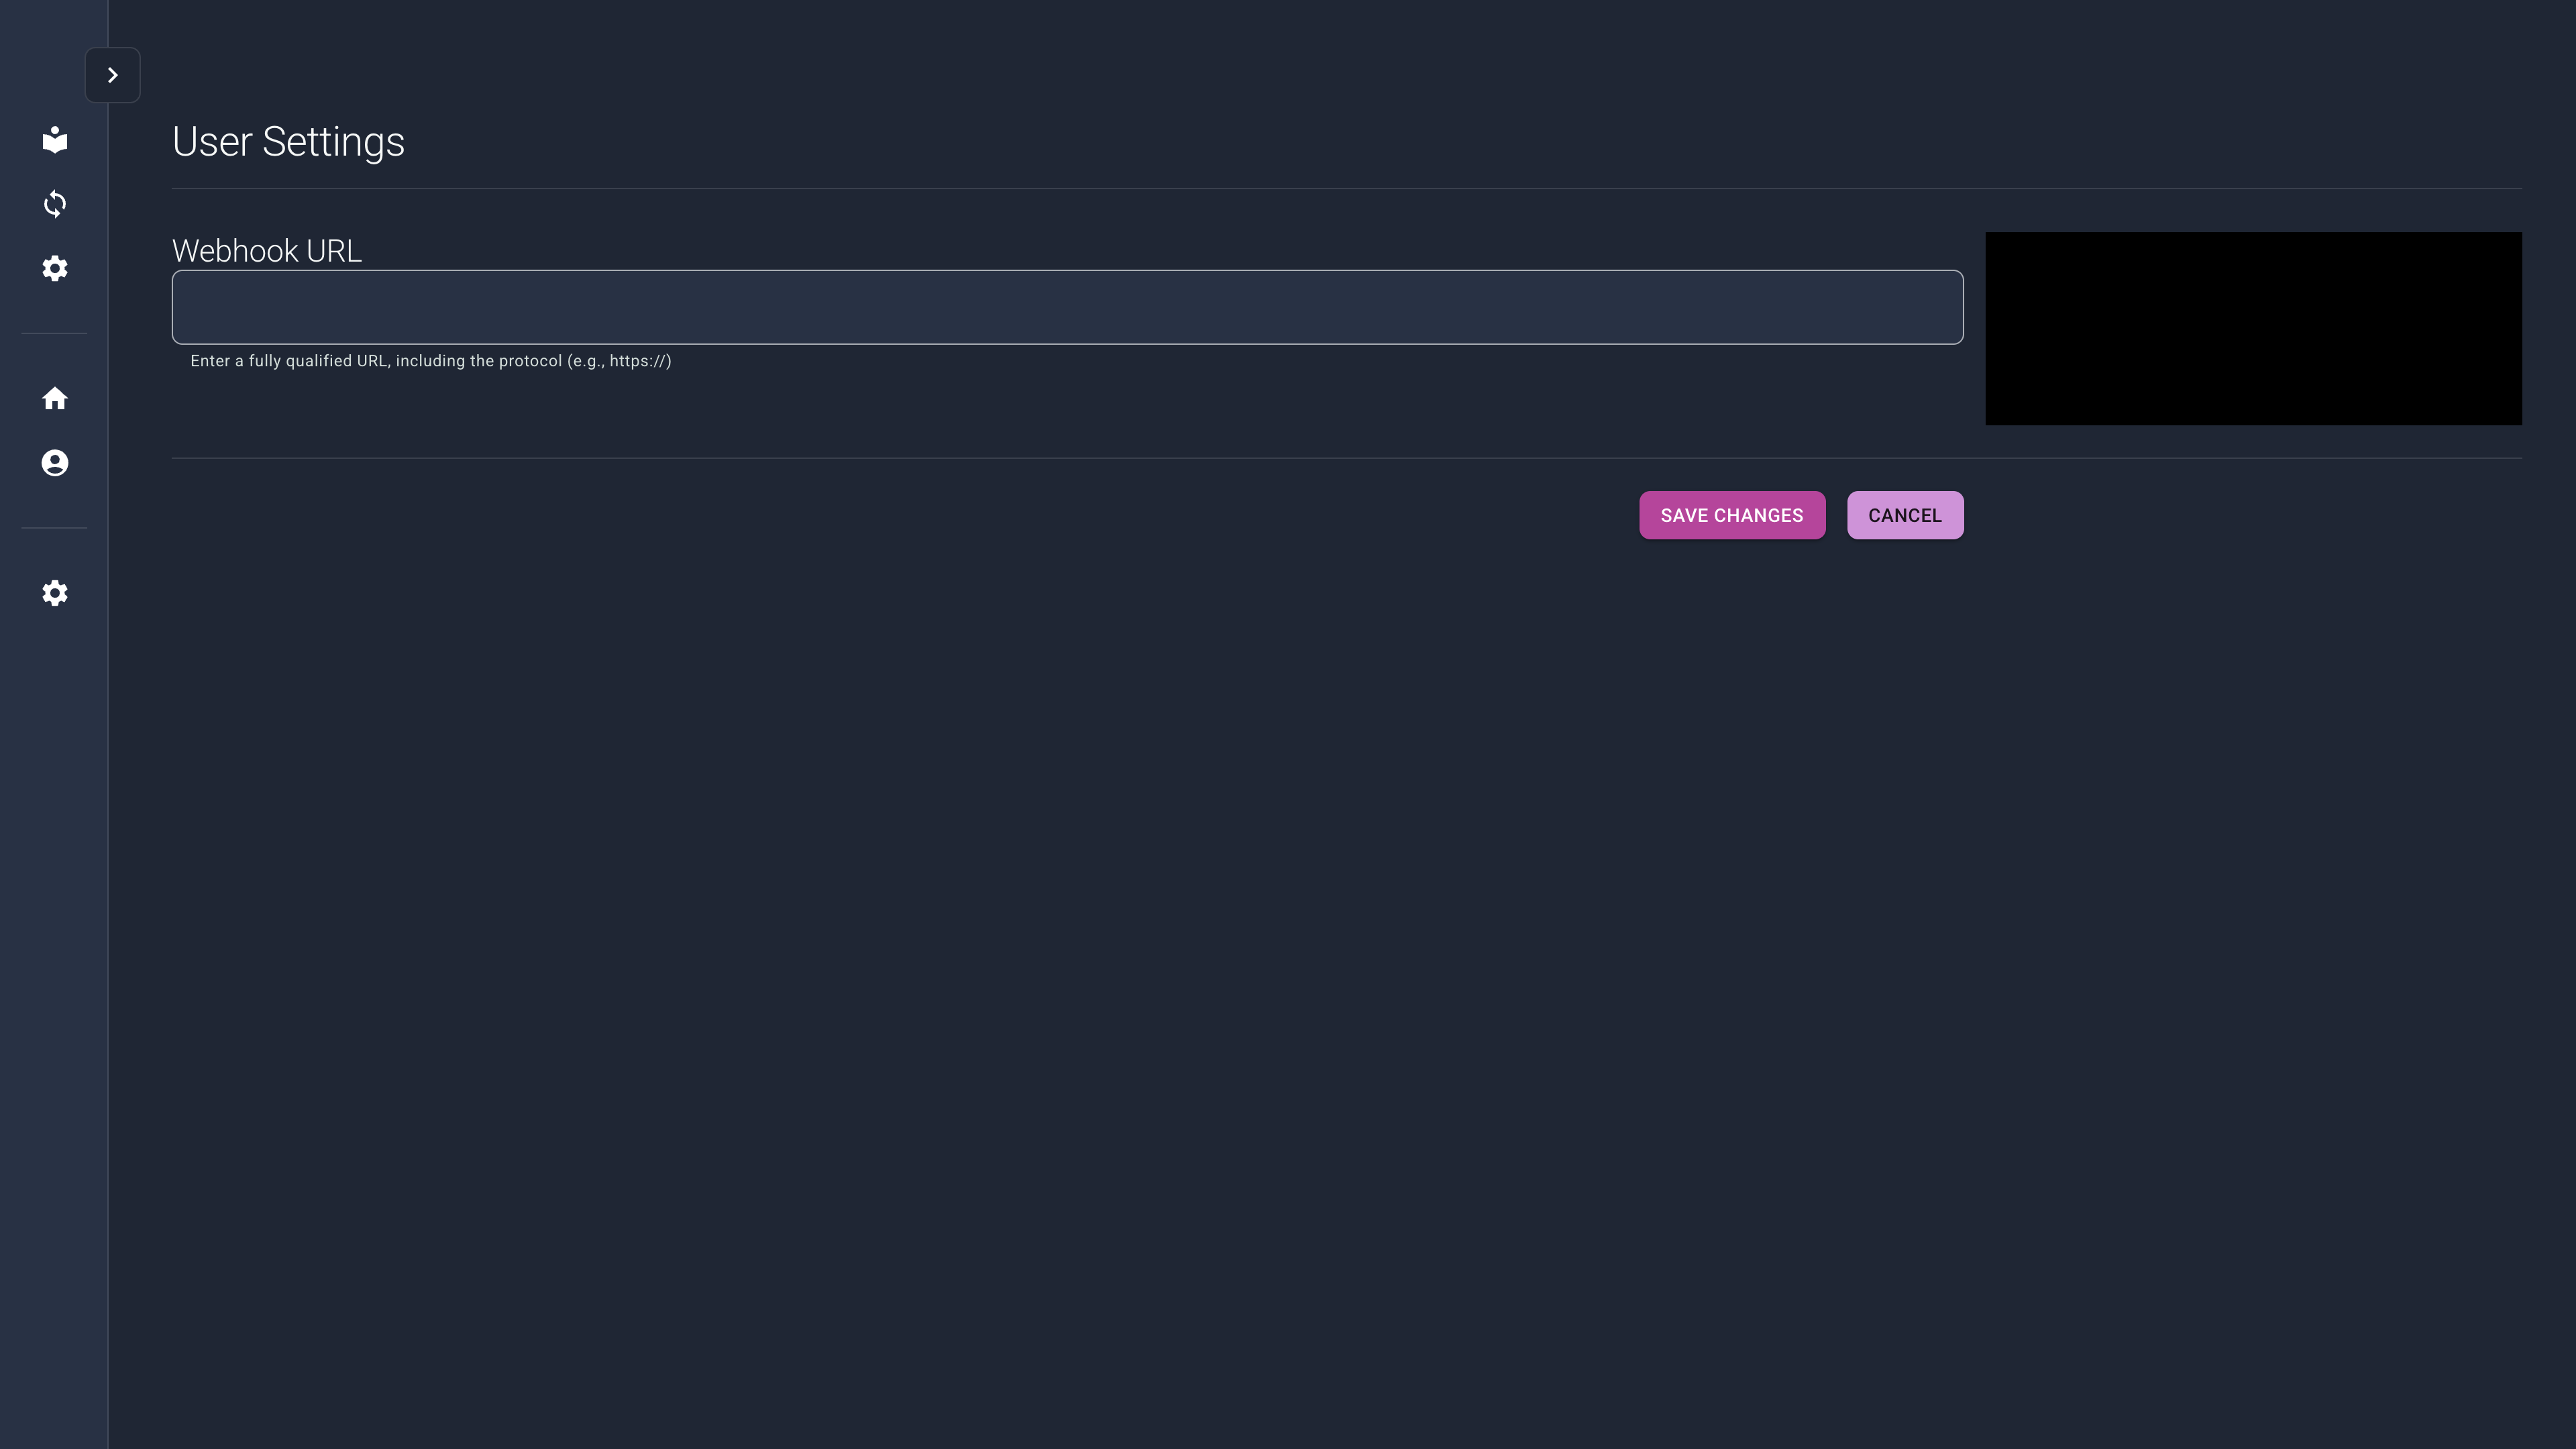 User Settings
Webhook URL
Enter a fully qualified URL, including the protocol (e.g., https://)
SAVE CHANGES
CANCEL